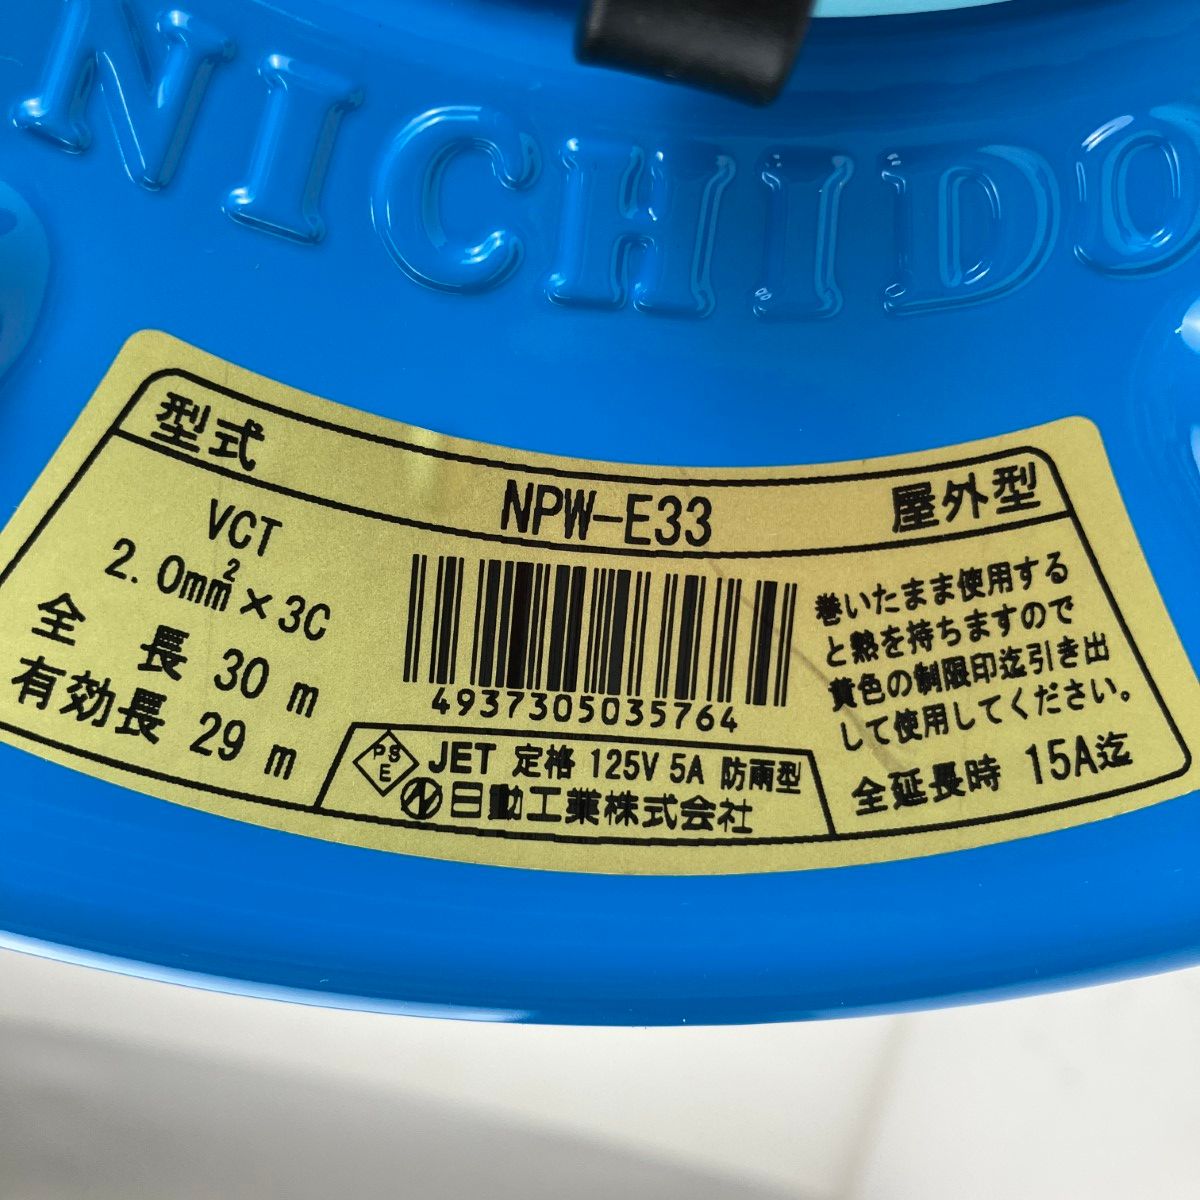 NICHIDO
型式 NPW-E33 屋外型
VCT
2.0mm²×3C
全長 30 m
有効長 29 m
4937305035764
巻いたまま使用する
と熱を持ちますので
黄色の制限印迄引き出
して使用してください。
全延長時 15A迄
PSE JET 定格 125V 5A 防雨型
N 日動工業株式会社